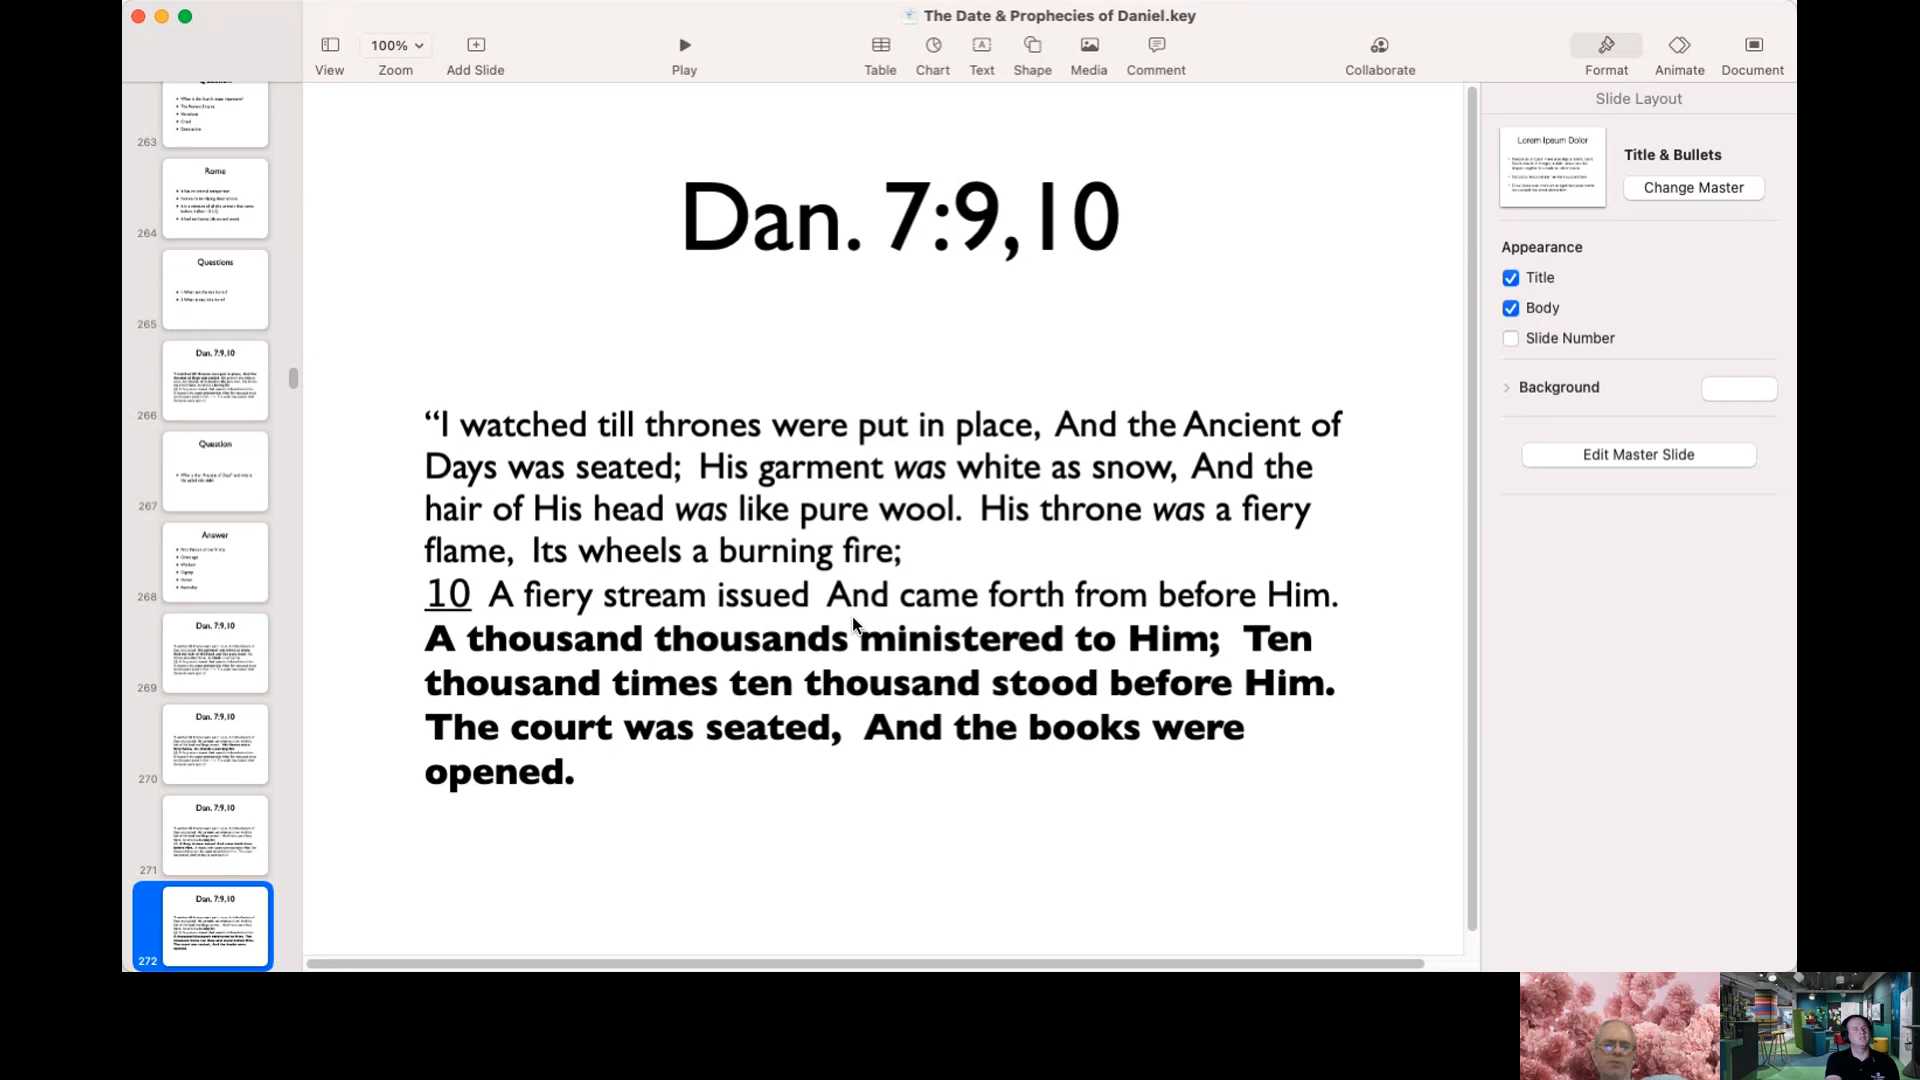 The Date & Prophecies of Daniel.key
100%
View
Zoom
Add Slide
Play
Table
Chart
Text
Shape
Media
Comment
Collaborate
Format
Animate
Document
263
Rome
264
Questions
265
Dan. 7:9,10
266
Question
267
Answer
268
Dan. 7:9,10
269
Dan. 7:9,10
270
Dan. 7:9,10
271
Dan. 7:9,10
272
Dan. 7:9,10
“I watched till thrones were put in place, And the Ancient of
Days was seated; His garment was white as snow, And the
hair of His head was like pure wool. His throne was a fiery
flame, Its wheels a burning fire;
10 A fiery stream issued And came forth from before Him.
A thousand thousands ministered to Him; Ten
thousand times ten thousand stood before Him.
The court was seated, And the books were
opened.
Slide Layout
Lorem Ipsum Dolor
Title & Bullets
Change Master
Appearance
Title
Body
Slide Number
Background
Edit Master Slide